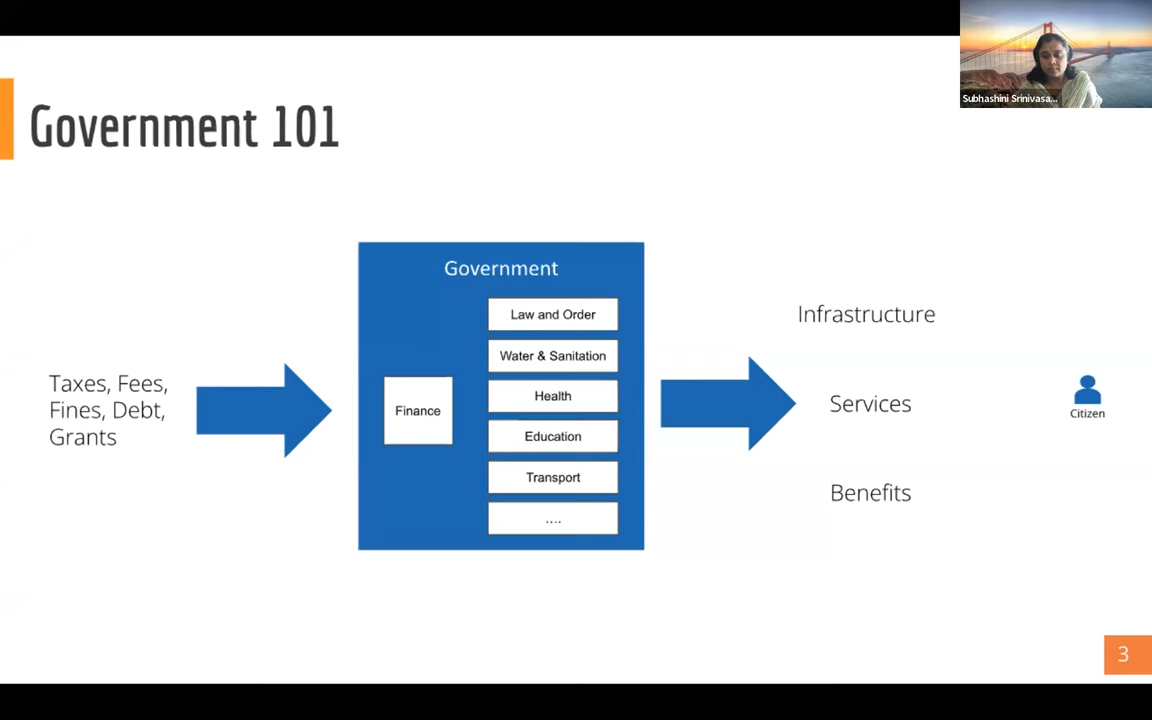 Subhashini Srinivasa...
Government 101
Government
Law and Order
Water & Sanitation
Health
Education
Transport
....
Finance
Taxes, Fees,
Fines, Debt,
Grants
Infrastructure
Services
Benefits
Citizen
3